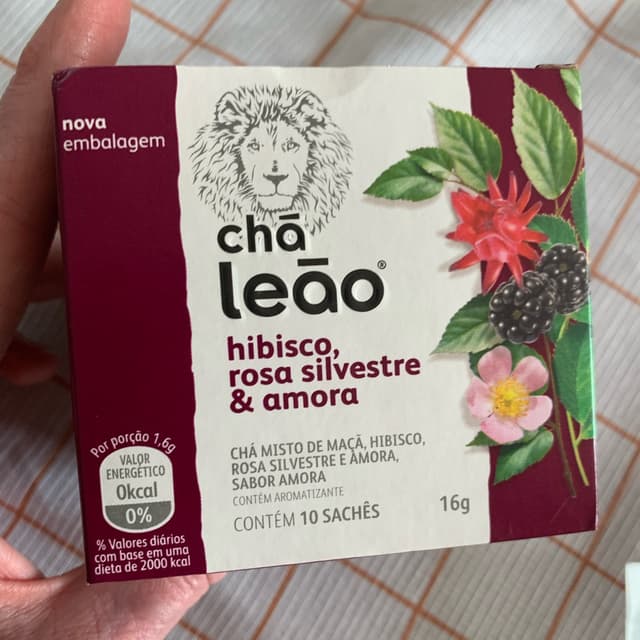 nova
embalagem
chá
leão®
hibisco,
rosa silvestre
& amora
Por porção 1,6g
VALOR
ENERGÉTICO
0kcal
0%
% Valores diários
com base em uma
dieta de 2000 kcal
CHÁ MISTO DE MAÇÃ, HIBISCO,
ROSA SILVESTRE E AMORA,
SABOR AMORA
CONTÉM AROMATIZANTE
CONTÉM 10 SACHÊS
16g